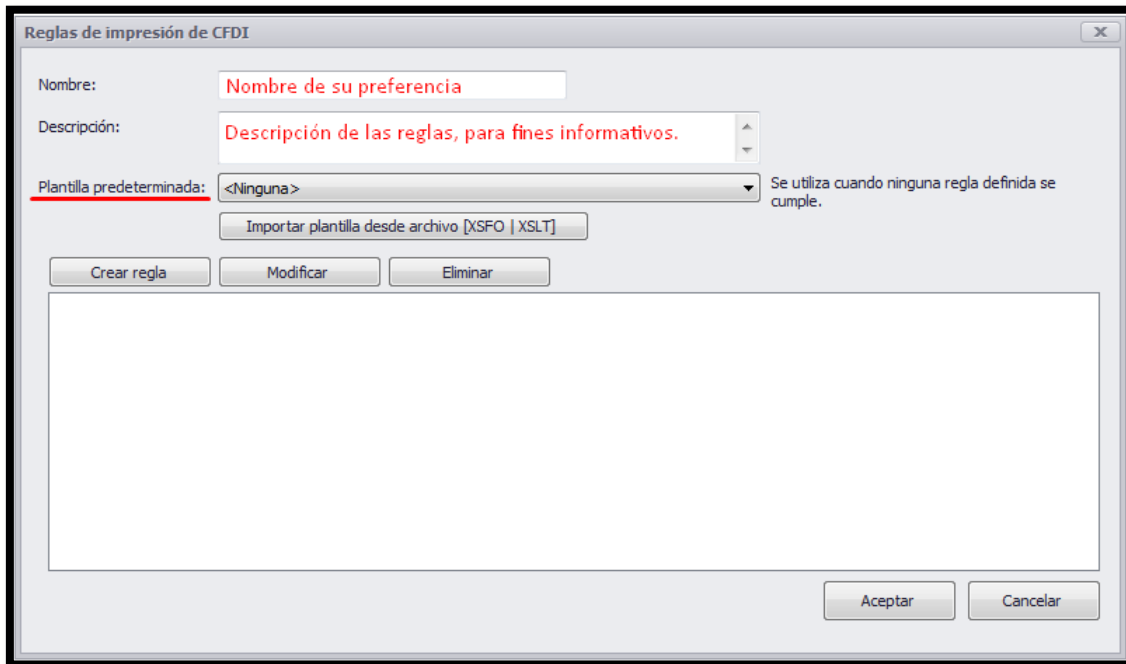 Reglas de impresión de CFDI
Nombre:
Nombre de su preferencia
Descripción:
Descripción de las reglas, para fines informativos.
Plantilla predeterminada:
<Ninguna>
Se utiliza cuando ninguna regla definida se
cumple.
Importar plantilla desde archivo [XSFO | XSLT]
Crear regla
Modificar
Eliminar
Aceptar
Cancelar